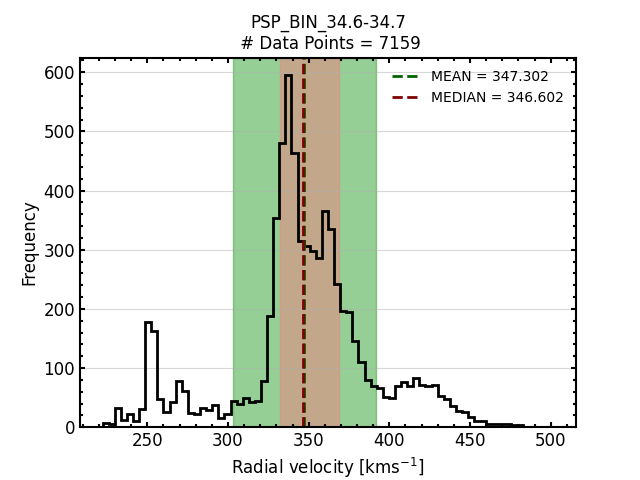 PSP_BIN_34.6-34.7
# Data Points = 7159
MEAN = 347.302
MEDIAN = 346.602
600
500
400
300
200
100
0
Frequency
250 300 350 400 450 500
Radial velocity [kms⁻¹]